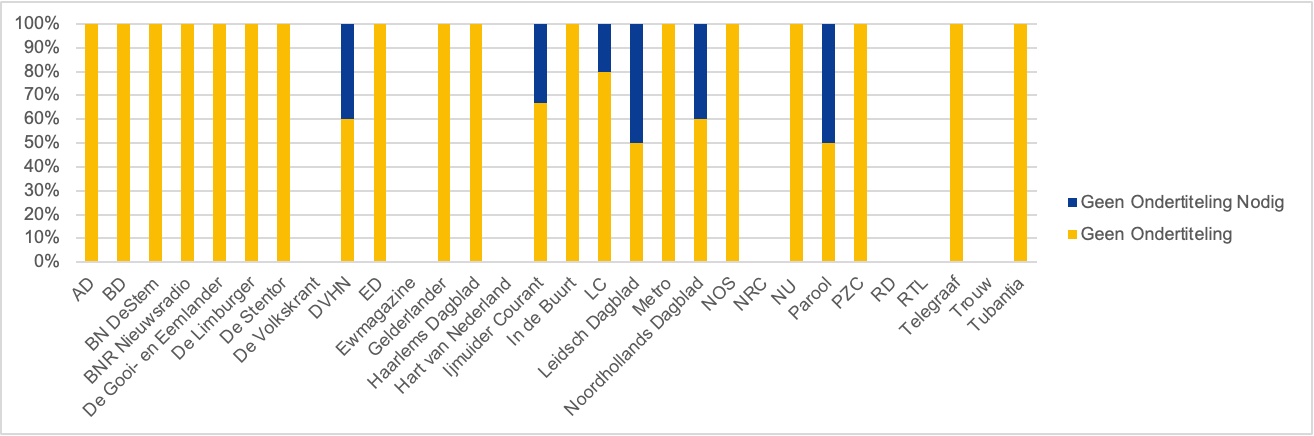 100%
90%
80%
70%
60%
50%
40%
30%
20%
10%
0%
AD
BD
BN DeStem
BNR Nieuwsradio
De Gooi- en Eemlander
De Limburger
De Stentor
De Volkskrant
DVHN
ED
Ewmagazine
Gelderlander
Haarlems Dagblad
Hart van Nederland
Ijmuider Courant
In de Buurt
LC
Leidsch Dagblad
Metro
Noordhollands Dagblad
NOS
NRC
NU
Parool
PZC
RD
RTL
Telegraaf
Trouw
Tubantia
Geen Ondertiteling Nodig
Geen Ondertiteling